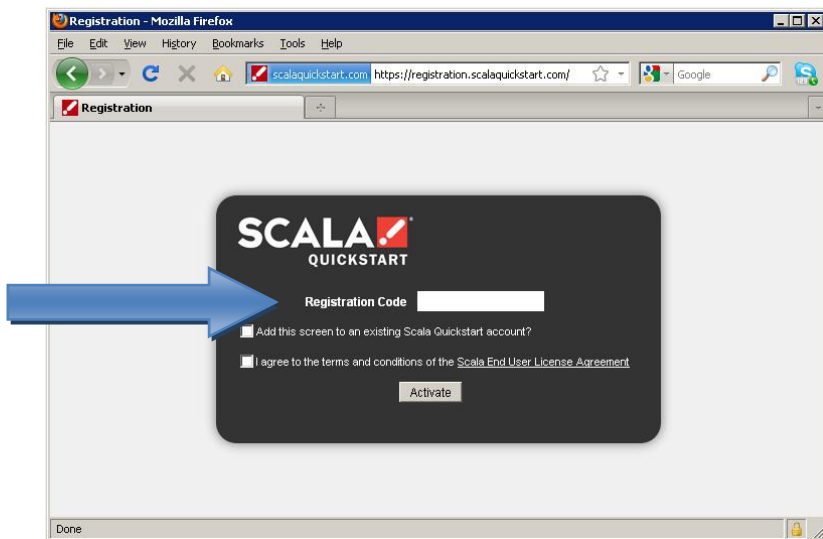 Registration - Mozilla Firefox
File Edit View History Bookmarks Tools Help
scalaquickstart.com https://registration.scalaquickstart.com/ Google
Registration
SCALA
QUICKSTART
Registration Code
Add this screen to an existing Scala Quickstart account?
I agree to the terms and conditions of the Scala End User License Agreement
Activate
Done